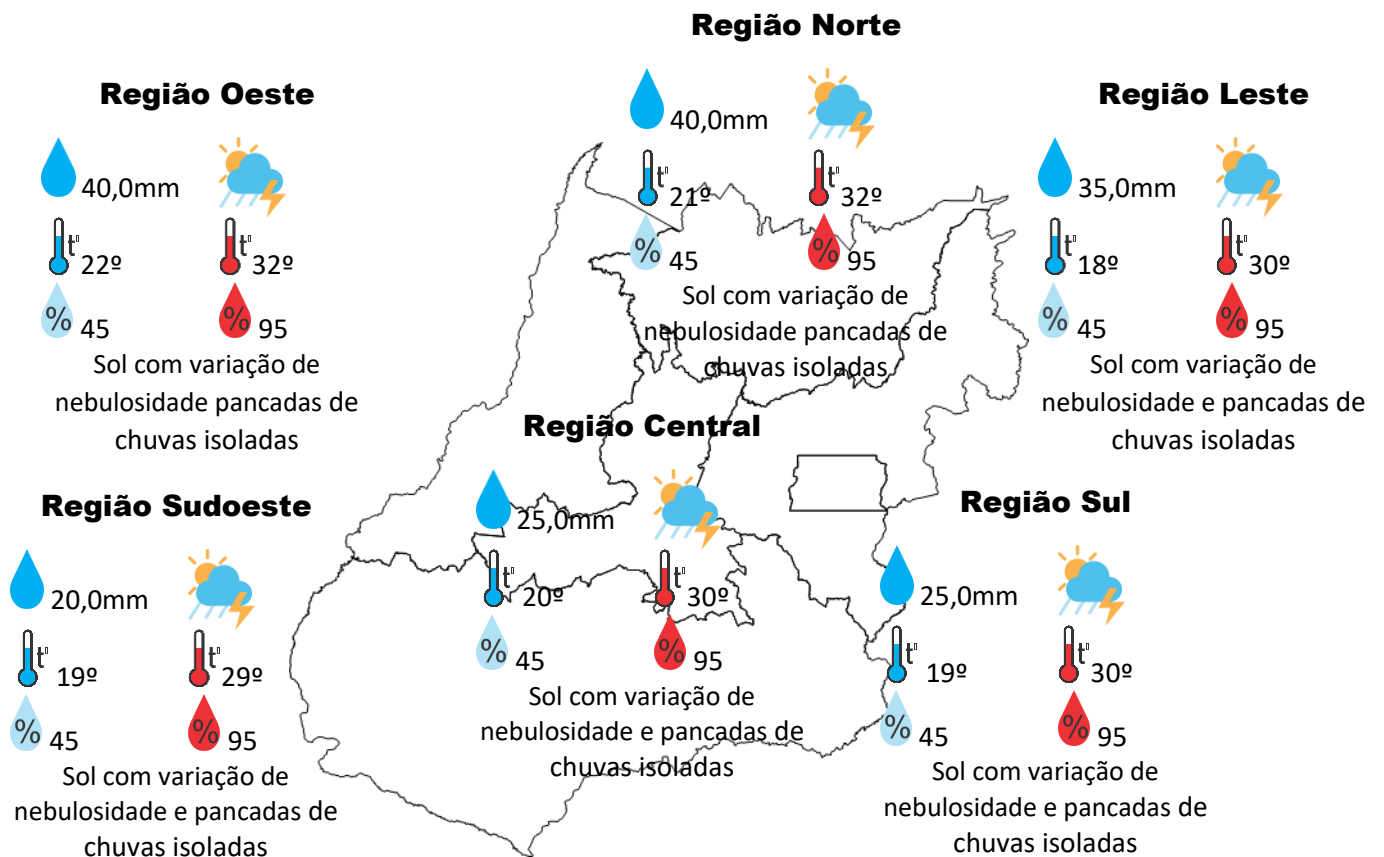 Região Norte
40,0mm
t°
21º
t°
32º
%
45
%
95
Sol com variação de
nebulosidade pancadas de
chuvas isoladas
Região Oeste
40,0mm
t°
22º
t°
32º
%
45
%
95
Sol com variação de
nebulosidade pancadas de
chuvas isoladas
Região Leste
35,0mm
t°
18º
t°
30º
%
45
%
95
Sol com variação de
nebulosidade e pancadas de
chuvas isoladas
Região Central
25,0mm
t°
20º
t°
30º
%
45
%
95
Sol com variação de
nebulosidade e pancadas de
chuvas isoladas
Região Sudoeste
20,0mm
t°
19º
t°
29º
%
45
%
95
Sol com variação de
nebulosidade e pancadas de
chuvas isoladas
Região Sul
25,0mm
t°
19º
t°
30º
%
45
%
95
Sol com variação de
nebulosidade e pancadas de
chuvas isoladas